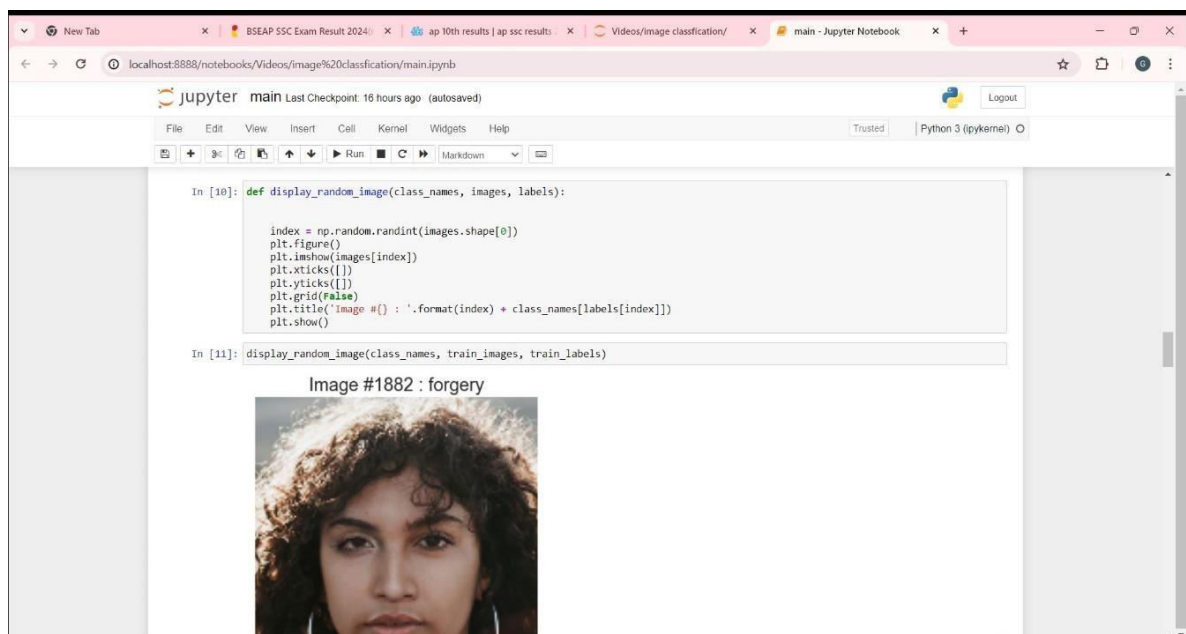 New Tab
BSEAP SSC Exam Result 2024
ap 10th results | ap ssc results
Videos/image classfication/
main - Jupyter Notebook
localhost:8888/notebooks/Videos/image%20classfication/main.ipynb
G
jupyter main Last Checkpoint: 16 hours ago (autosaved)
Logout
File Edit View Insert Cell Kernel Widgets Help
Trusted Python 3 (ipykernel)
Run Markdown
In [10]: def display_random_image(class_names, images, labels):
index = np.random.randint(images.shape[0])
plt.figure()
plt.imshow(images[index])
plt.xticks([])
plt.yticks([])
plt.grid(False)
plt.title('Image #{} : '.format(index) + class_names[labels[index]])
plt.show()
In [11]: display_random_image(class_names, train_images, train_labels)
Image #1882 : forgery